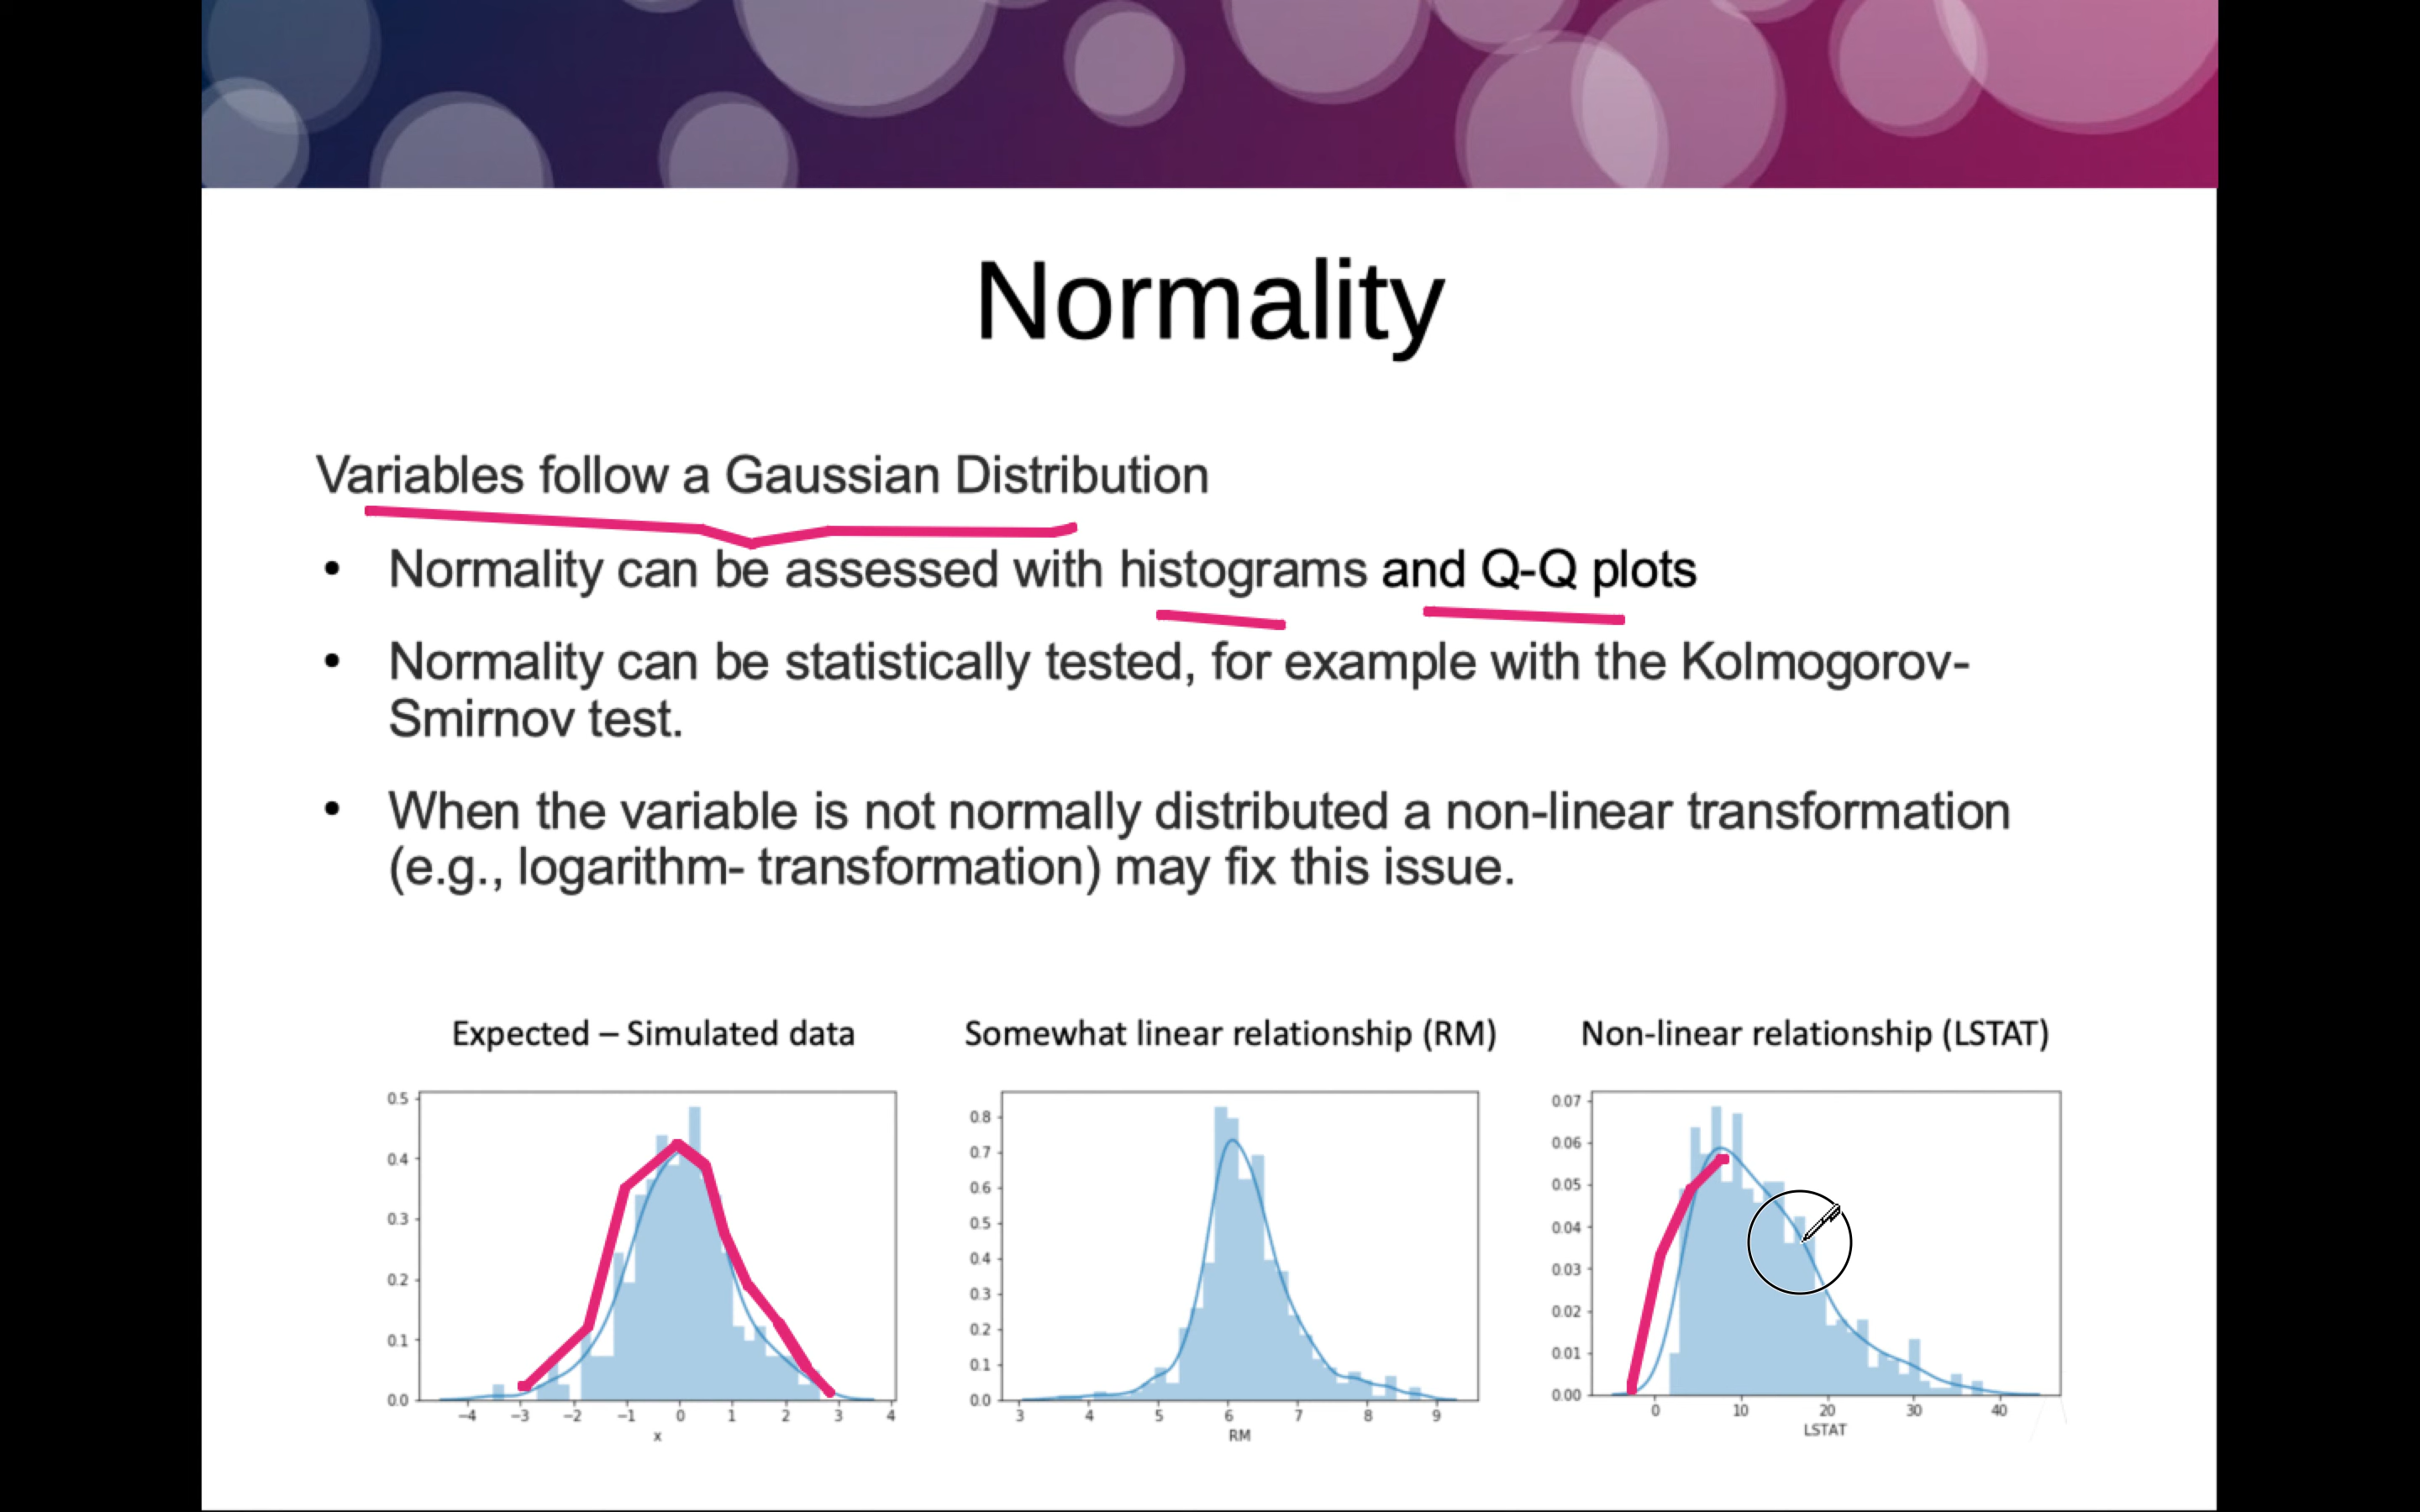 Normality
Variables follow a Gaussian Distribution
• Normality can be assessed with histograms and Q-Q plots
• Normality can be statistically tested, for example with the Kolmogorov-
Smirnov test.
• When the variable is not normally distributed a non-linear transformation
(e.g., logarithm- transformation) may fix this issue.
Expected – Simulated data
0.5
0.4
0.3
0.2
0.1
0.0
−4 −3 −2 −1 0 1 2 3 4
x
Somewhat linear relationship (RM)
0.8
0.7
0.6
0.5
0.4
0.3
0.2
0.1
0.0
3 4 5 6 7 8 9
RM
Non-linear relationship (LSTAT)
0.07
0.06
0.05
0.04
0.03
0.02
0.01
0.00
0 10 20 30 40
LSTAT